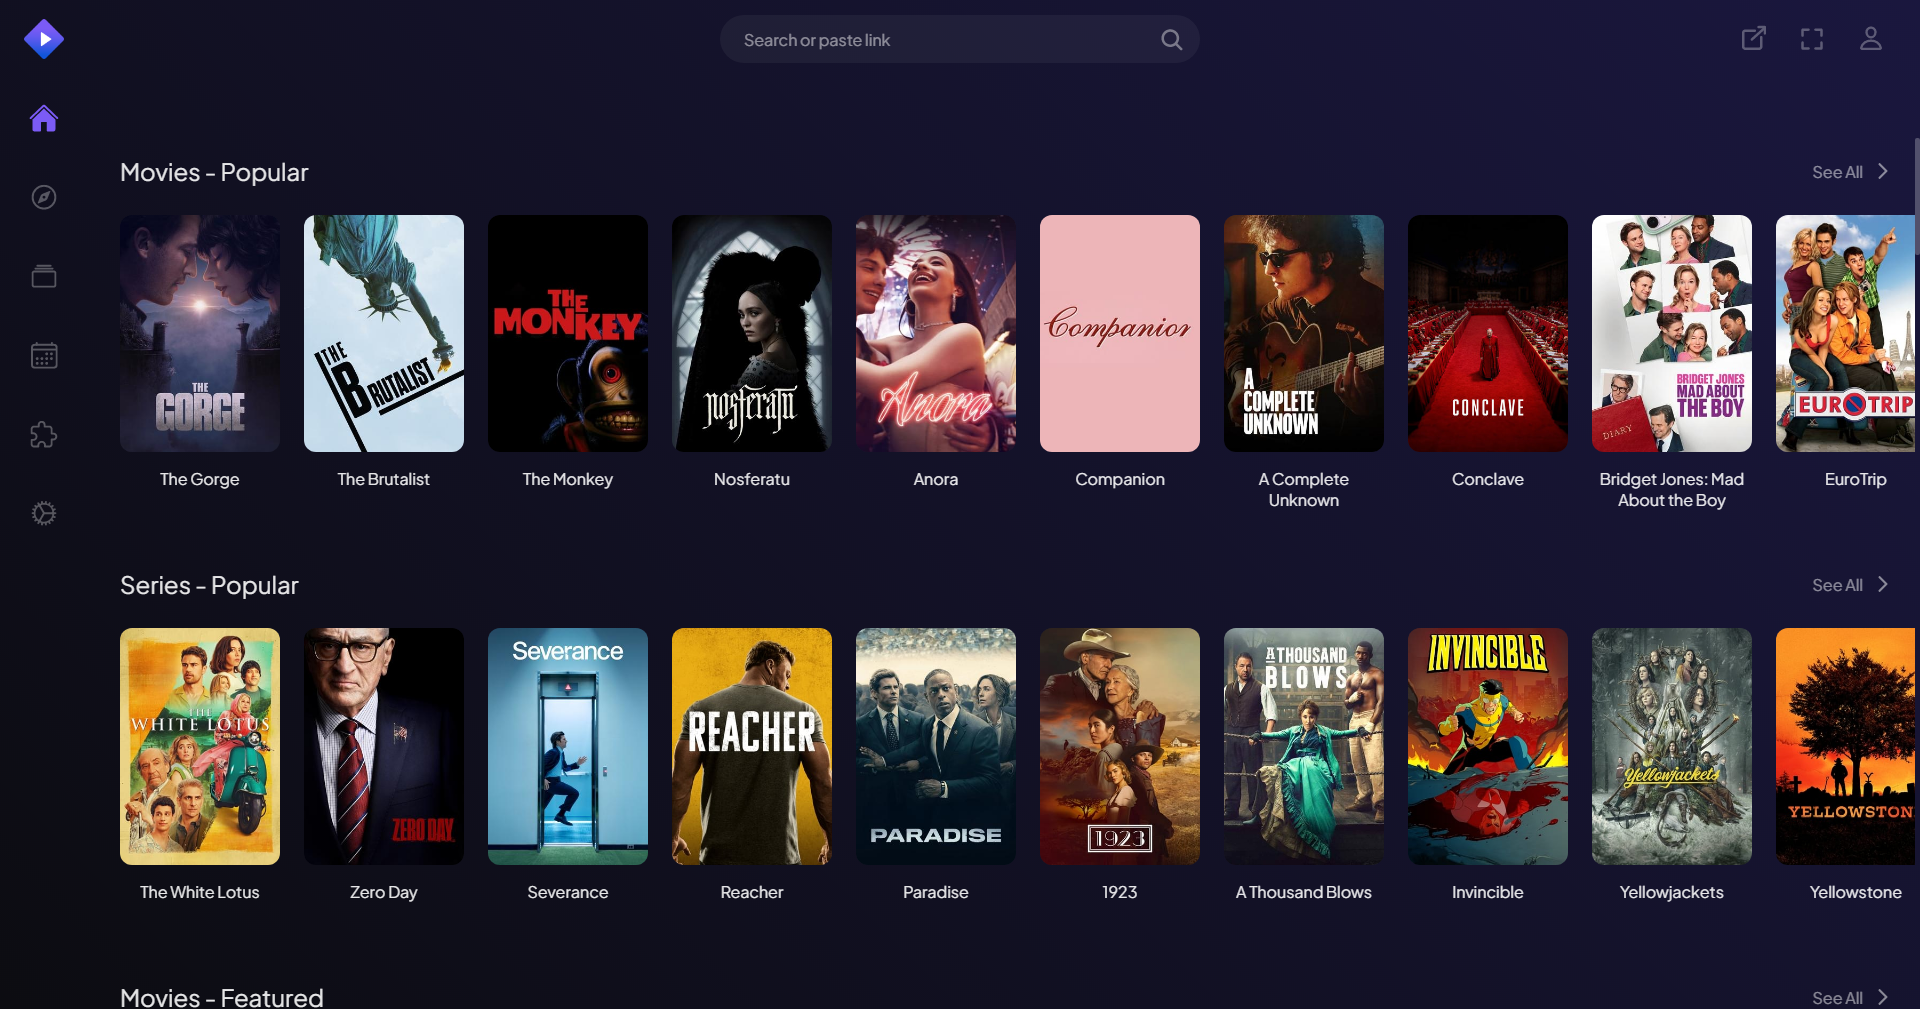 Search or paste link
Movies - Popular
See All
THE
GORGE
THE
BRUTALIST
THE
MONKEY
nosferatu
Anora
Companion
A
COMPLETE
UNKNOWN
CONCLAVE
BRIDGET JONES
MAD ABOUT
THE BOY
DIARY
EUROTRIP
The Gorge
The Brutalist
The Monkey
Nosferatu
Anora
Companion
A Complete
Unknown
Conclave
Bridget Jones: Mad
About the Boy
EuroTrip
Series - Popular
See All
THE
WHITE LOTUS
ZERO DAY
Severance
REACHER
PARADISE
1923
A THOUSAND
BLOWS
INVINCIBLE
Yellowjackets
YELLOWSTON
The White Lotus
Zero Day
Severance
Reacher
Paradise
1923
A Thousand Blows
Invincible
Yellowjackets
Yellowstone
Movies - Featured
See All